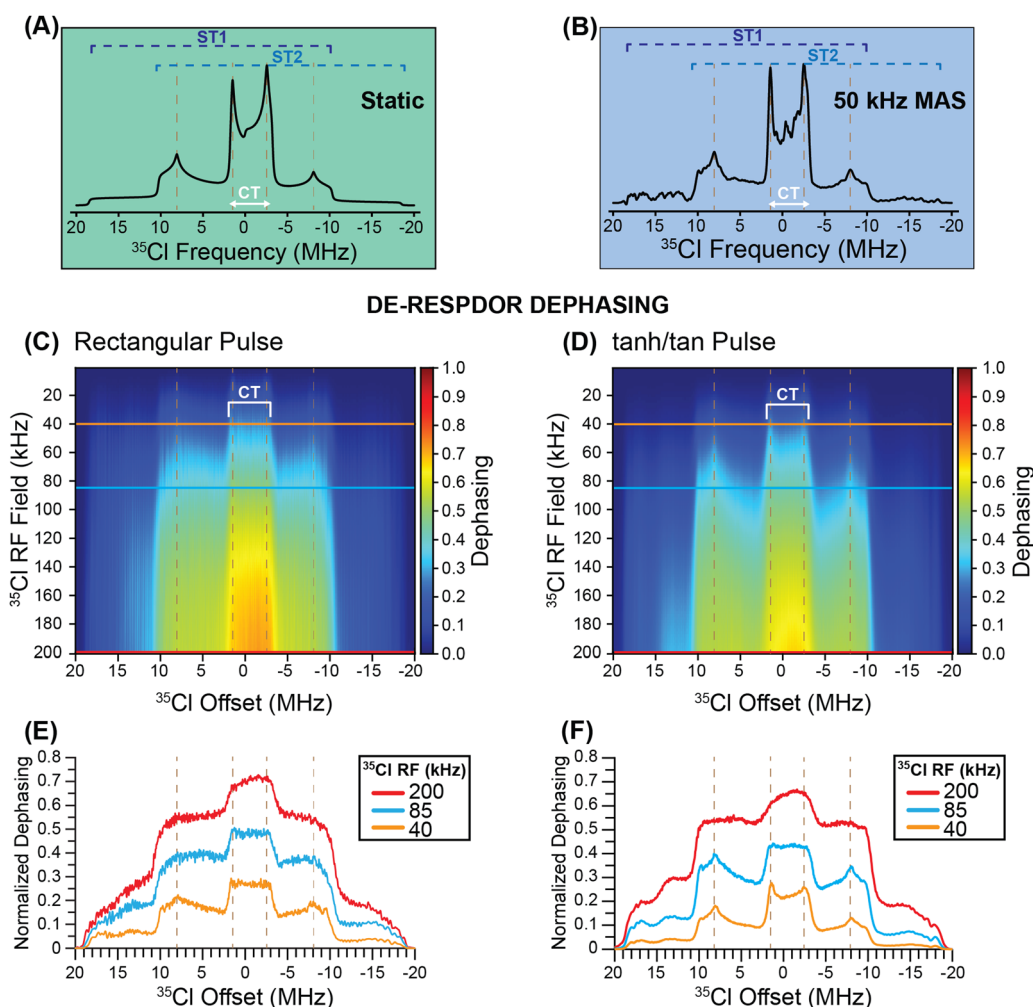 (A)
ST1
ST2
Static
CT
20 15 10 5 0 -5 -10 -15 -20
³⁵Cl Frequency (MHz)
(B)
ST1
ST2
50 kHz MAS
CT
20 15 10 5 0 -5 -10 -15 -20
³⁵Cl Frequency (MHz)
DE-RESPDOR DEPHASING
(C) Rectangular Pulse
CT
³⁵Cl RF Field (kHz)
20
40
60
80
100
120
140
160
180
200
20 15 10 5 0 -5 -10 -15 -20
³⁵Cl Offset (MHz)
1.0
0.9
0.8
0.7
0.6
0.5
0.4
0.3
0.2
0.1
0.0
Dephasing
(D) tanh/tan Pulse
CT
³⁵Cl RF Field (kHz)
20
40
60
80
100
120
140
160
180
200
20 15 10 5 0 -5 -10 -15 -20
³⁵Cl Offset (MHz)
1.0
0.9
0.8
0.7
0.6
0.5
0.4
0.3
0.2
0.1
0.0
Dephasing
(E)
Normalized Dephasing
0.8
0.7
0.6
0.5
0.4
0.3
0.2
0.1
0
³⁵Cl RF (kHz)
200
85
40
20 15 10 5 0 -5 -10 -15 -20
³⁵Cl Offset (MHz)
(F)
Normalized Dephasing
0.8
0.7
0.6
0.5
0.4
0.3
0.2
0.1
0
³⁵Cl RF (kHz)
200
85
40
20 15 10 5 0 -5 -10 -15 -20
³⁵Cl Offset (MHz)